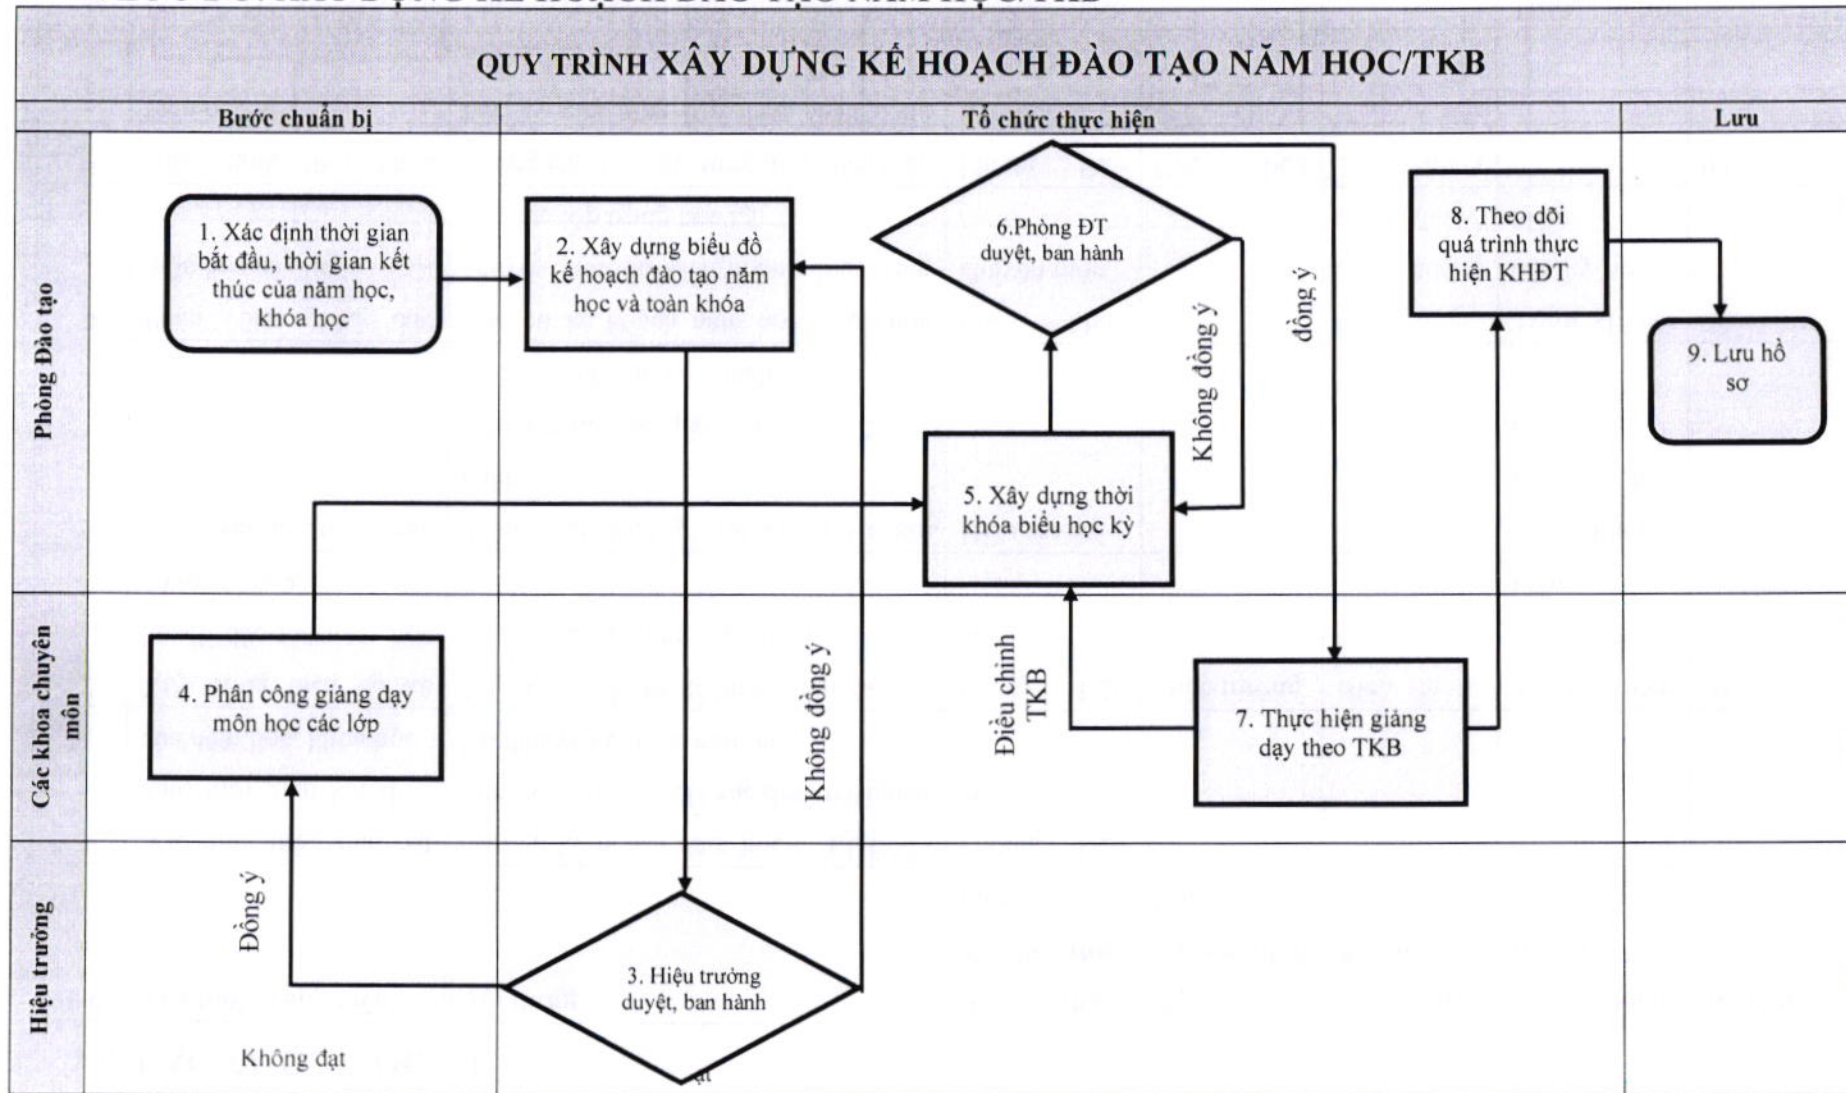 QUY TRÌNH XÂY DỰNG KẾ HOẠCH ĐÀO TẠO NĂM HỌC/TKB
Bước chuẩn bị
Tổ chức thực hiện
Lưu
Phòng Đào tạo
1. Xác định thời gian
bắt đầu, thời gian kết
thúc của năm học,
khóa học
2. Xây dựng biểu đồ
kế hoạch đào tạo năm
học và toàn khóa
6.Phòng ĐT
duyệt, ban hành
Không đồng ý
đồng ý
8. Theo dõi
quá trình thực
hiện KHĐT
9. Lưu hồ
sơ
5. Xây dựng thời
khóa biểu học kỳ
Các khoa chuyên
môn
4. Phân công giảng dạy
môn học các lớp
Không đồng ý
Điều chỉnh
TKB
7. Thực hiện giảng
dạy theo TKB
Hiệu trưởng
Đồng ý
3. Hiệu trưởng
duyệt, ban hành
Không đạt